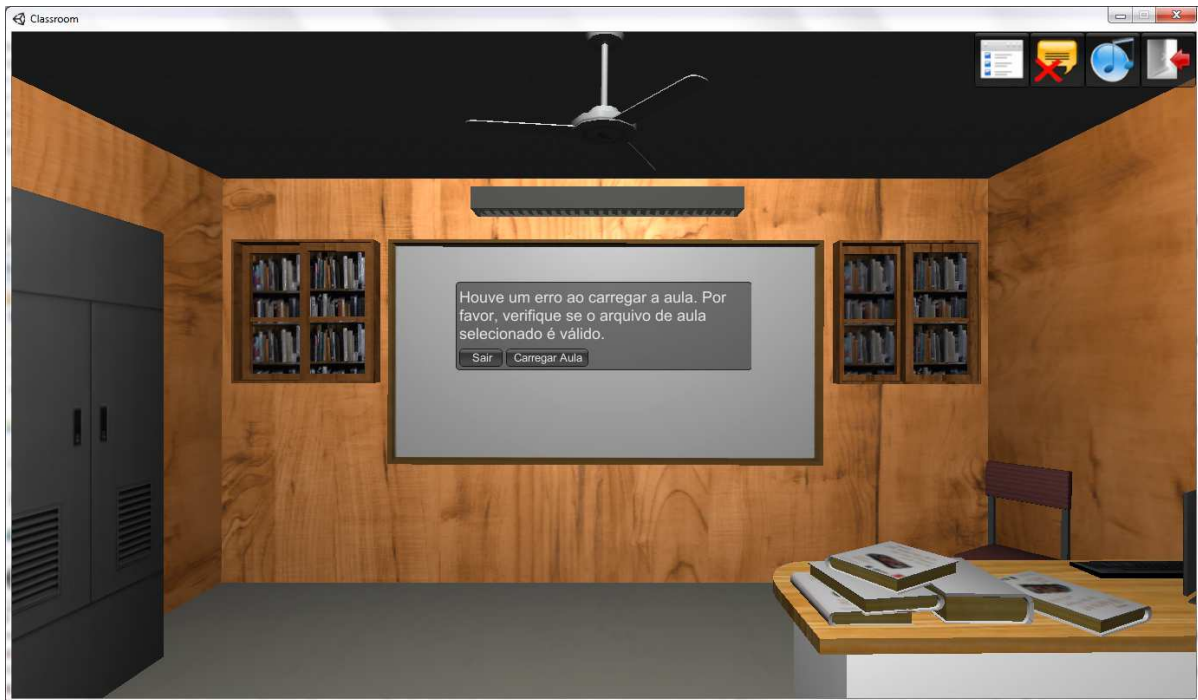 Classroom
Houve um erro ao carregar a aula. Por
favor, verifique se o arquivo de aula
selecionado é válido.
Sair
Carregar Aula